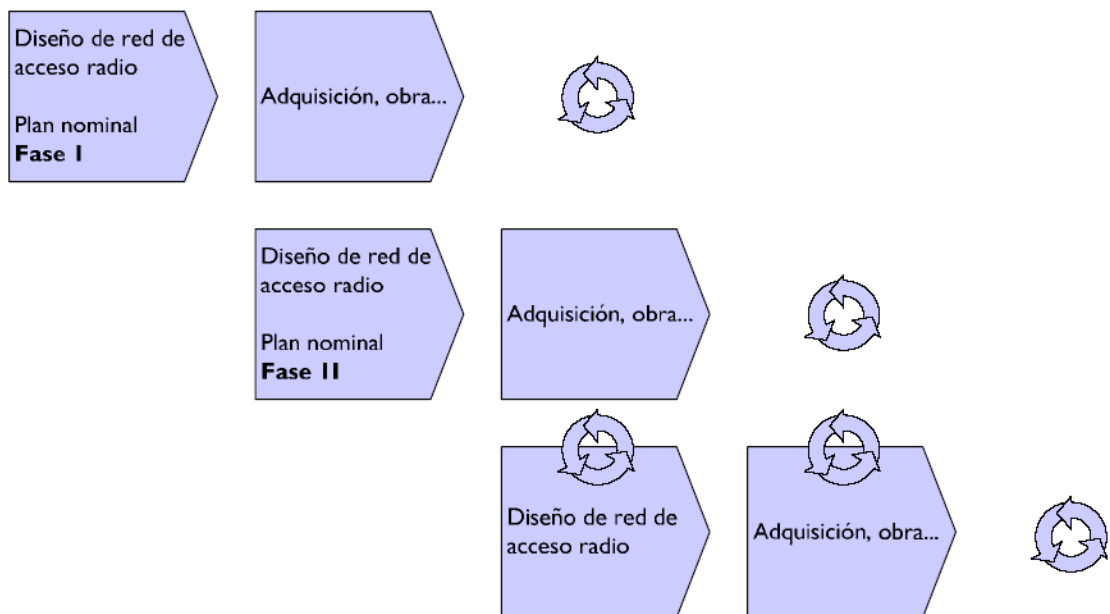 Diseño de red de
acceso radio
Plan nominal
Fase I
Adquisición, obra...
Diseño de red de
acceso radio
Plan nominal
Fase II
Adquisición, obra...
Diseño de red de
acceso radio
Adquisición, obra...